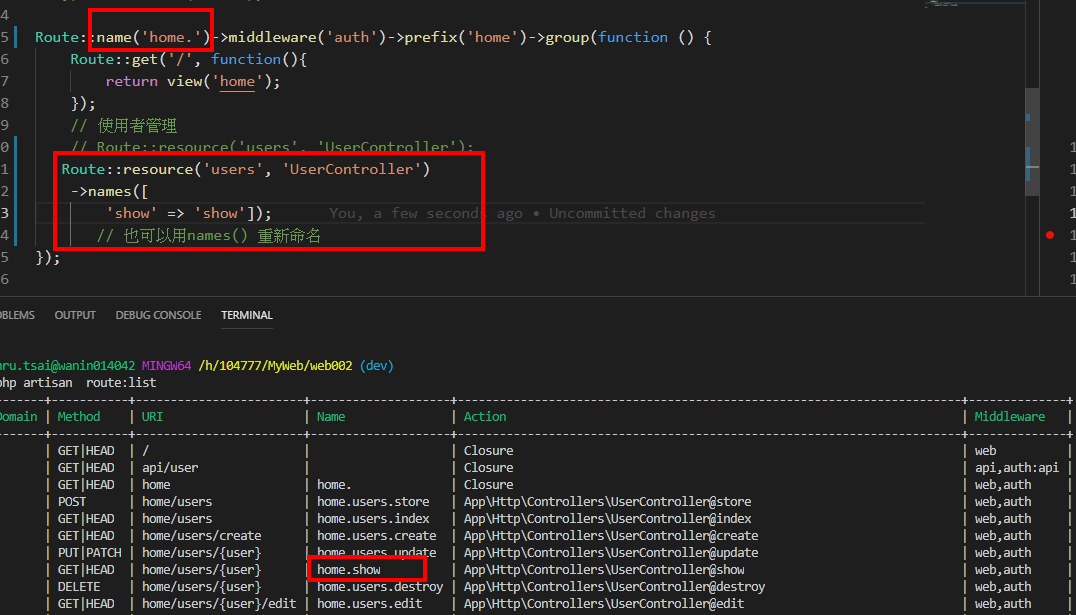 4
5 Route::name('home.')->middleware('auth')->prefix('home')->group(function () {
6 Route::get('/', function(){
7 return view('home');
8 });
9 // 使用者管理
0 // Route::resource('users', 'UserController');
1 Route::resource('users', 'UserController')
2 ->names([
3 'show' => 'show']); You, a few seconds ago • Uncommitted changes
4 // 也可以用names() 重新命名
5 });
6
OBLEMS OUTPUT DEBUG CONSOLE TERMINAL
ru.tsai@wanin014042 MINGW64 /h/104777/MyWeb/web002 (dev)
php artisan route:list
Domain | Method | URI | Name | Action | Middleware |
| GET|HEAD | / | | Closure | web |
| GET|HEAD | api/user | | Closure | api,auth:api |
| GET|HEAD | home | home. | Closure | web,auth |
| POST | home/users | home.users.store | App\Http\Controllers\UserController@store | web,auth |
| GET|HEAD | home/users | home.users.index | App\Http\Controllers\UserController@index | web,auth |
| GET|HEAD | home/users/create | home.users.create | App\Http\Controllers\UserController@create | web,auth |
| PUT|PATCH | home/users/{user} | home.users.update | App\Http\Controllers\UserController@update | web,auth |
| GET|HEAD | home/users/{user} | home.show | App\Http\Controllers\UserController@show | web,auth |
| DELETE | home/users/{user} | home.users.destroy | App\Http\Controllers\UserController@destroy | web,auth |
| GET|HEAD | home/users/{user}/edit | home.users.edit | App\Http\Controllers\UserController@edit | web,auth |